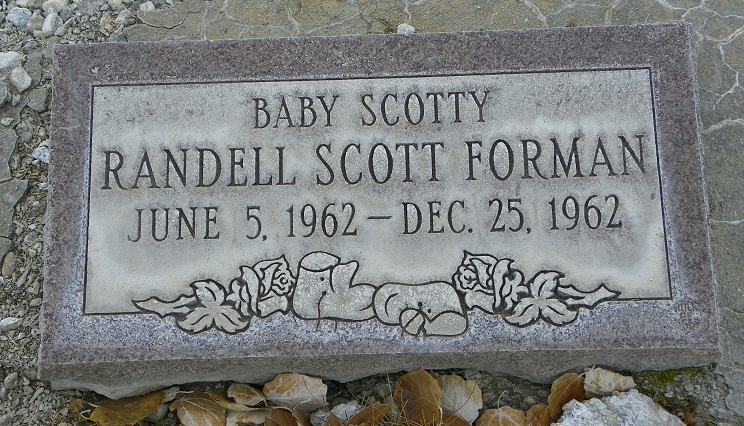 BABY SCOTTY
RANDELL SCOTT FORMAN
JUNE 5, 1962 – DEC. 25, 1962